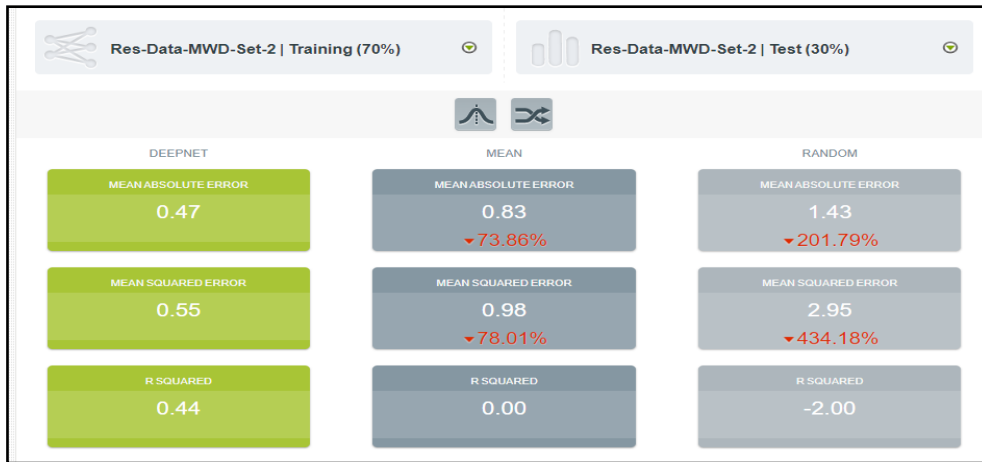 Res-Data-MWD-Set-2 | Training (70%)
Res-Data-MWD-Set-2 | Test (30%)
DEEPNET
MEAN
RANDOM
MEAN ABSOLUTE ERROR
0.47
MEAN ABSOLUTE ERROR
0.83
73.86%
MEAN ABSOLUTE ERROR
1.43
201.79%
MEAN SQUARED ERROR
0.55
MEAN SQUARED ERROR
0.98
78.01%
MEAN SQUARED ERROR
2.95
434.18%
R SQUARED
0.44
R SQUARED
0.00
R SQUARED
-2.00